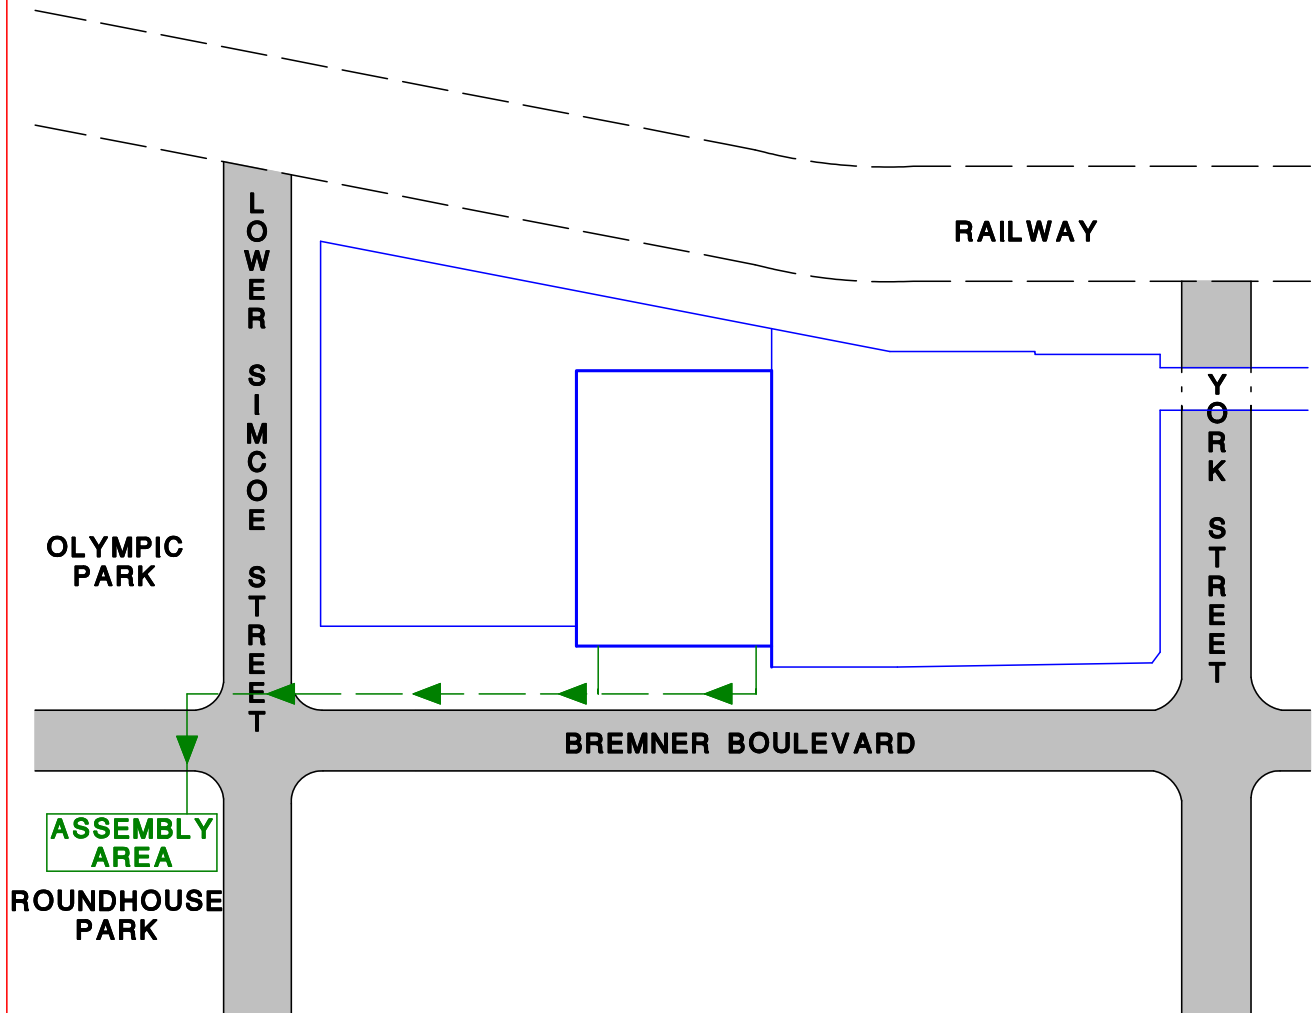 RAILWAY
LOWER SIMCOE STREET
YORK STREET
OLYMPIC
PARK
BREMNER BOULEVARD
ASSEMBLY
AREA
ROUNDHOUSE
PARK